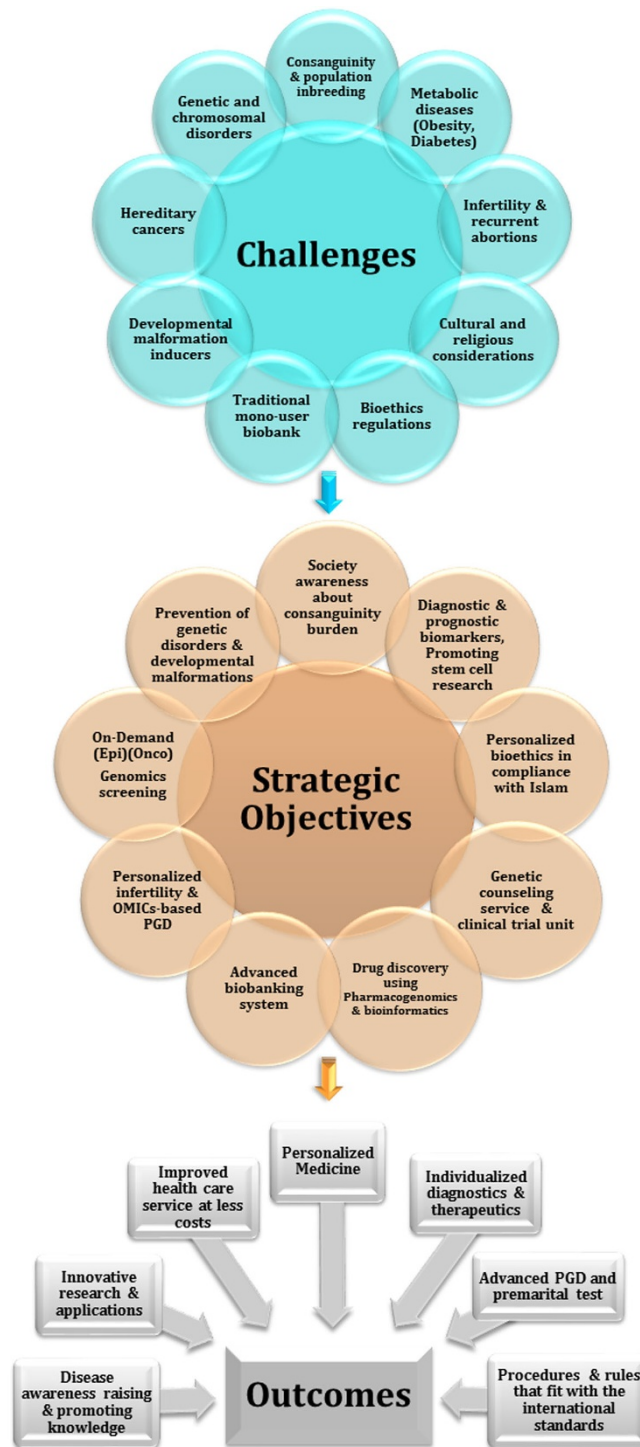 Consanguinity
& population
inbreeding
Metabolic
diseases
(Obesity,
Diabetes)
Infertility &
recurrent
abortions
Cultural and
religious
considerations
Bioethics
regulations
Traditional
mono-user
biobank
Developmental
malformation
inducers
Hereditary
cancers
Genetic and
chromosomal
disorders
Challenges
Society
awareness
about
consanguinity
burden
Diagnostic &
prognostic
biomarkers,
Promoting
stem cell
research
Personalized
bioethics in
compliance
with Islam
Genetic
counseling
service &
clinical trial
unit
Drug discovery
using
Pharmacogenomics
& bioinformatics
Advanced
biobanking
system
Personalized
infertility &
OMICs-based
PGD
On-Demand
(Epi)(Onco)
Genomics
screening
Prevention of
genetic
disorders &
developmental
malformations
Strategic
Objectives
Disease
awareness raising
& promoting
knowledge
Innovative
research &
applications
Improved
health care
service at less
costs
Personalized
Medicine
Individualized
diagnostics &
therapeutics
Advanced PGD and
premarital test
Procedures & rules
that fit with the
international
standards
Outcomes